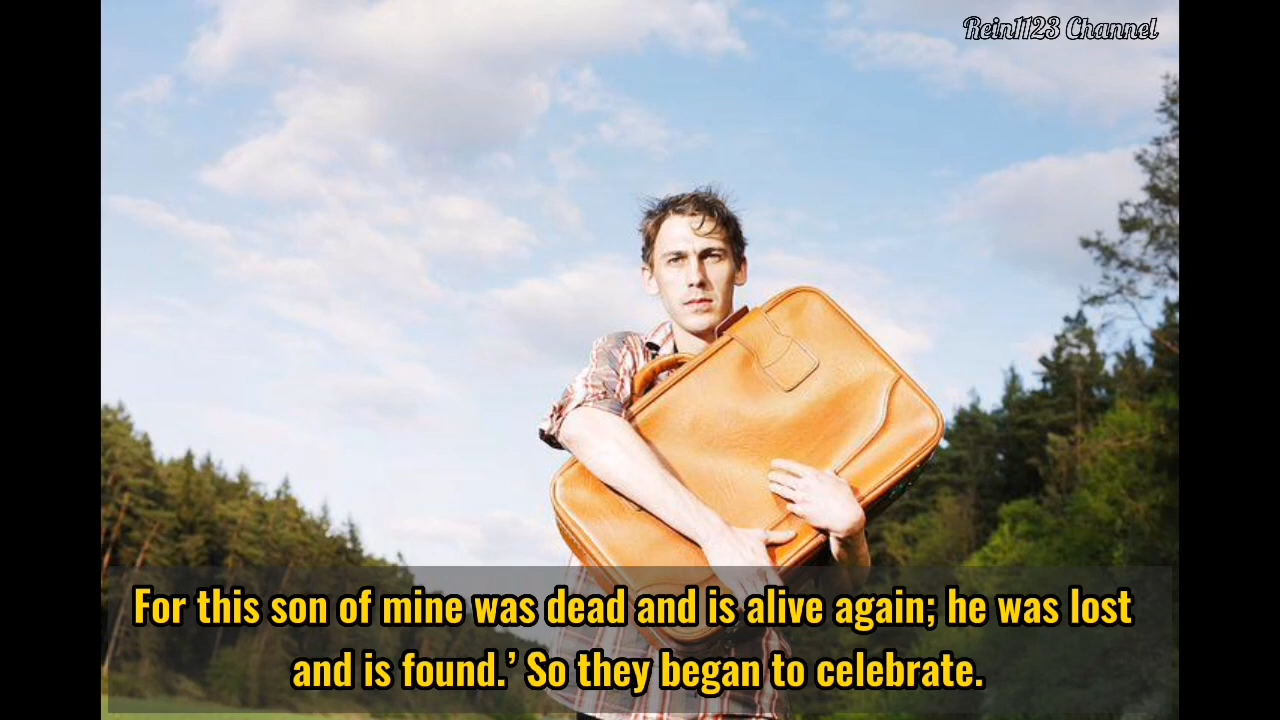 Rein1123 Channel
For this son of mine was dead and is alive again; he was lost
and is found.’ So they began to celebrate.